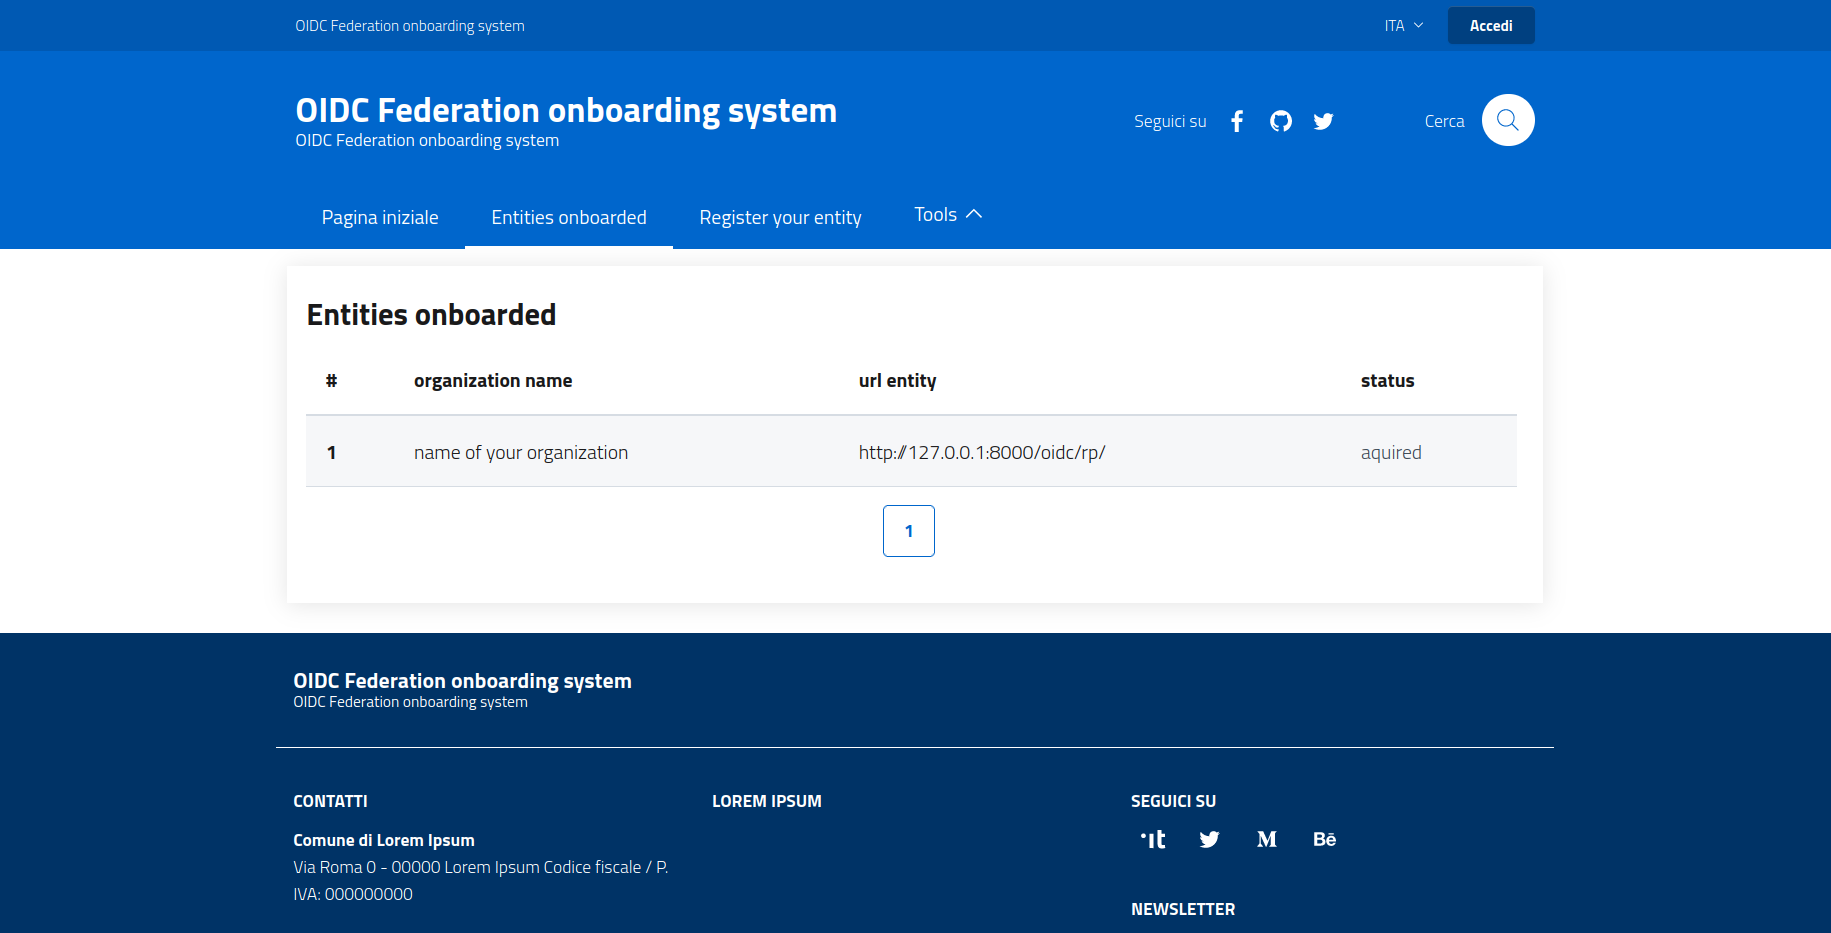 OIDC Federation onboarding system
ITA
Accedi
OIDC Federation onboarding system
OIDC Federation onboarding system
Seguici su
Cerca
Pagina iniziale
Entities onboarded
Register your entity
Tools
Entities onboarded
# organization name url entity status
1 name of your organization http://127.0.0.1:8000/oidc/rp/ aquired
1
OIDC Federation onboarding system
OIDC Federation onboarding system
CONTATTI
Comune di Lorem Ipsum
Via Roma 0 - 00000 Lorem Ipsum Codice fiscale / P.
IVA: 000000000
LOREM IPSUM
SEGUICI SU
NEWSLETTER